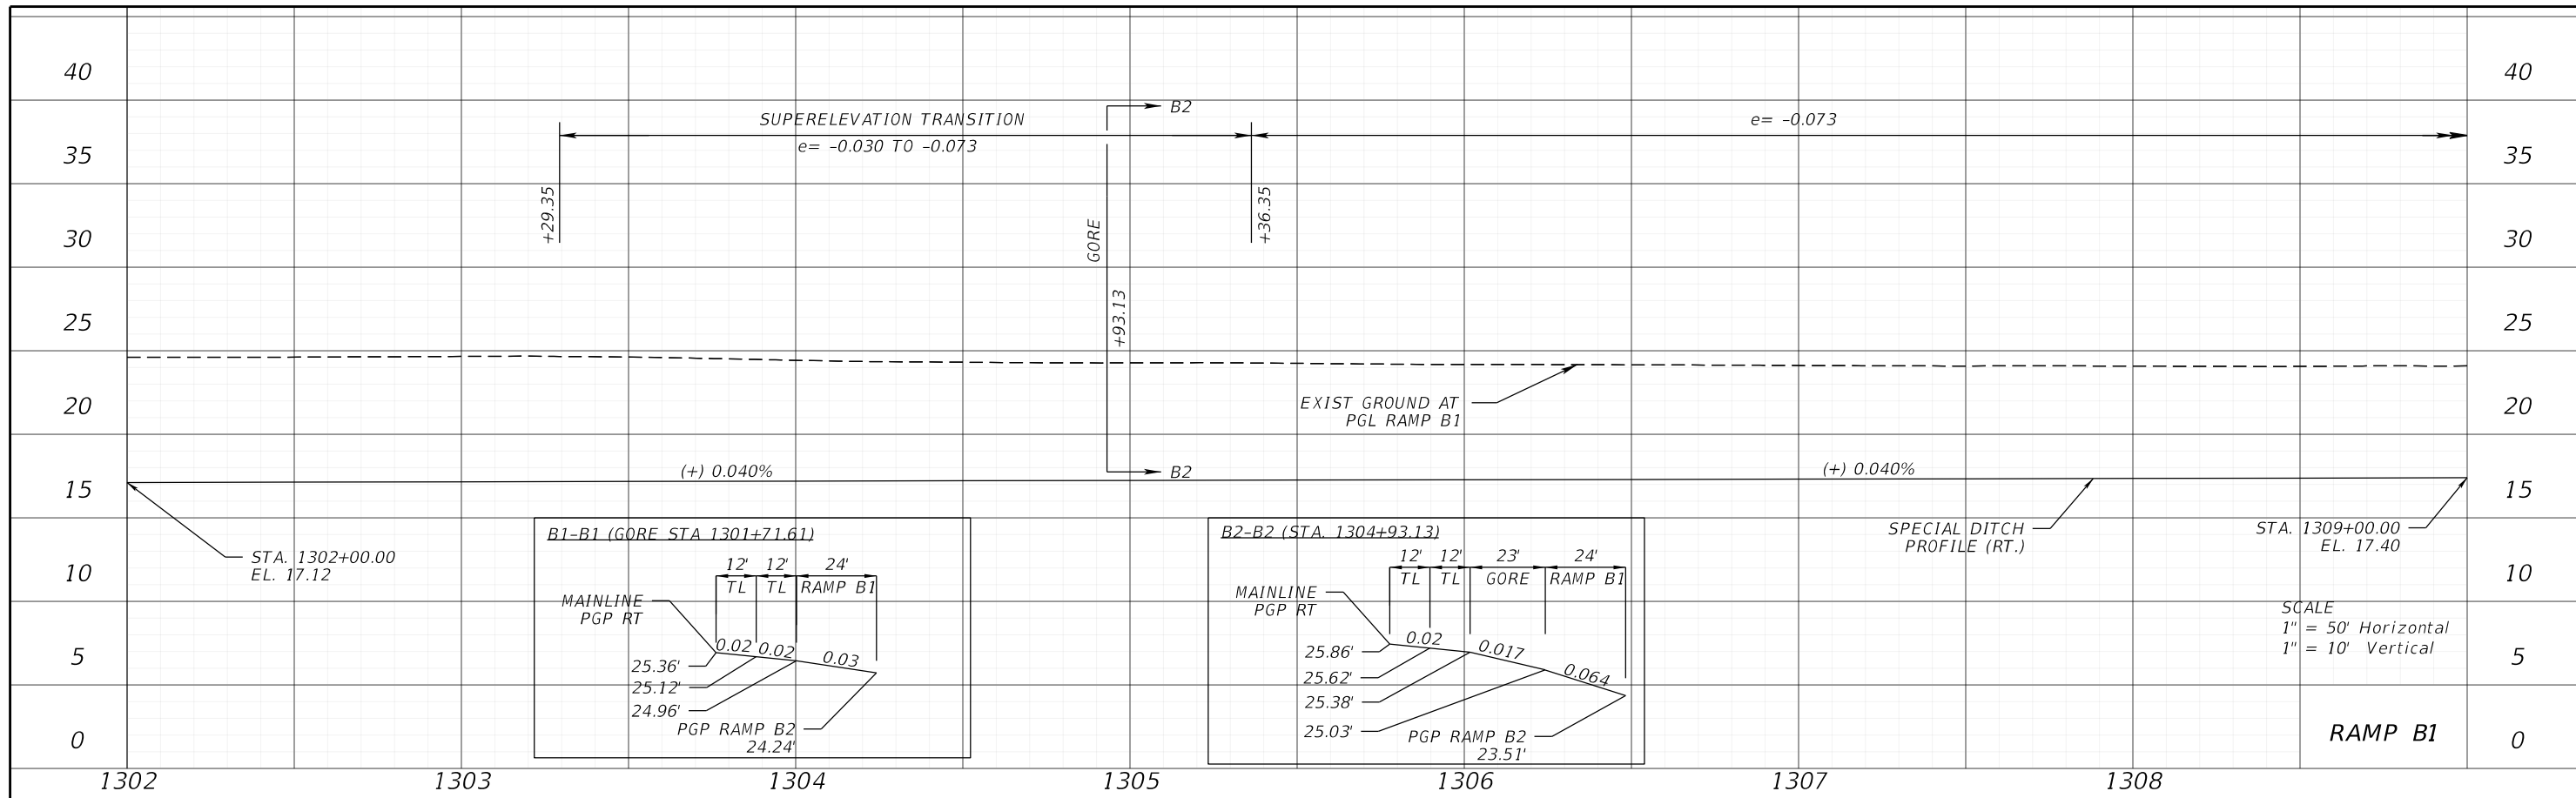 40
40
B2
SUPERELEVATION TRANSITION
e= -0.073
e= -0.030 TO -0.073
35
35
+29.35
+36.35
GORE
30
30
+93.13
25
25
EXIST GROUND AT
PGL RAMP B1
20
20
(+) 0.040%
B2
(+) 0.040%
15
15
STA. 1302+00.00
EL. 17.12
SPECIAL DITCH
PROFILE (RT.)
STA. 1309+00.00
EL. 17.40
10
10
B1-B1 (GORE STA 1301+71.61)
12' 12' 24'
TL TL RAMP B1
MAINLINE
PGP RT
0.02 0.02 0.03
25.36'
25.12'
24.96'
PGP RAMP B2
24.24'
B2-B2 (STA. 1304+93.13)
12' 12' 23' 24'
TL TL GORE RAMP B1
MAINLINE
PGP RT
0.02 0.017 0.064
25.86'
25.62'
25.38'
25.03'
PGP RAMP B2
23.51'
SCALE
1" = 50' Horizontal
1" = 10' Vertical
5
5
RAMP B1
0
0
1302 1303 1304 1305 1306 1307 1308